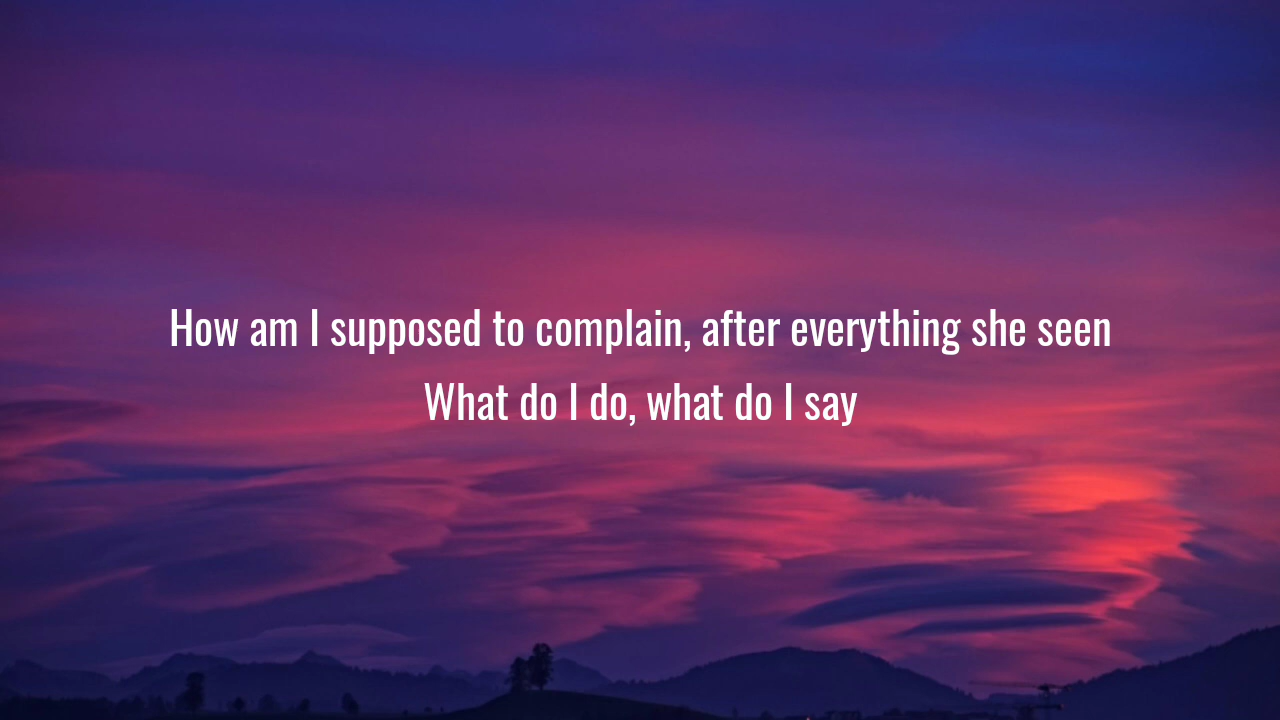 How am I supposed to complain, after everything she seen
What do I do, what do I say